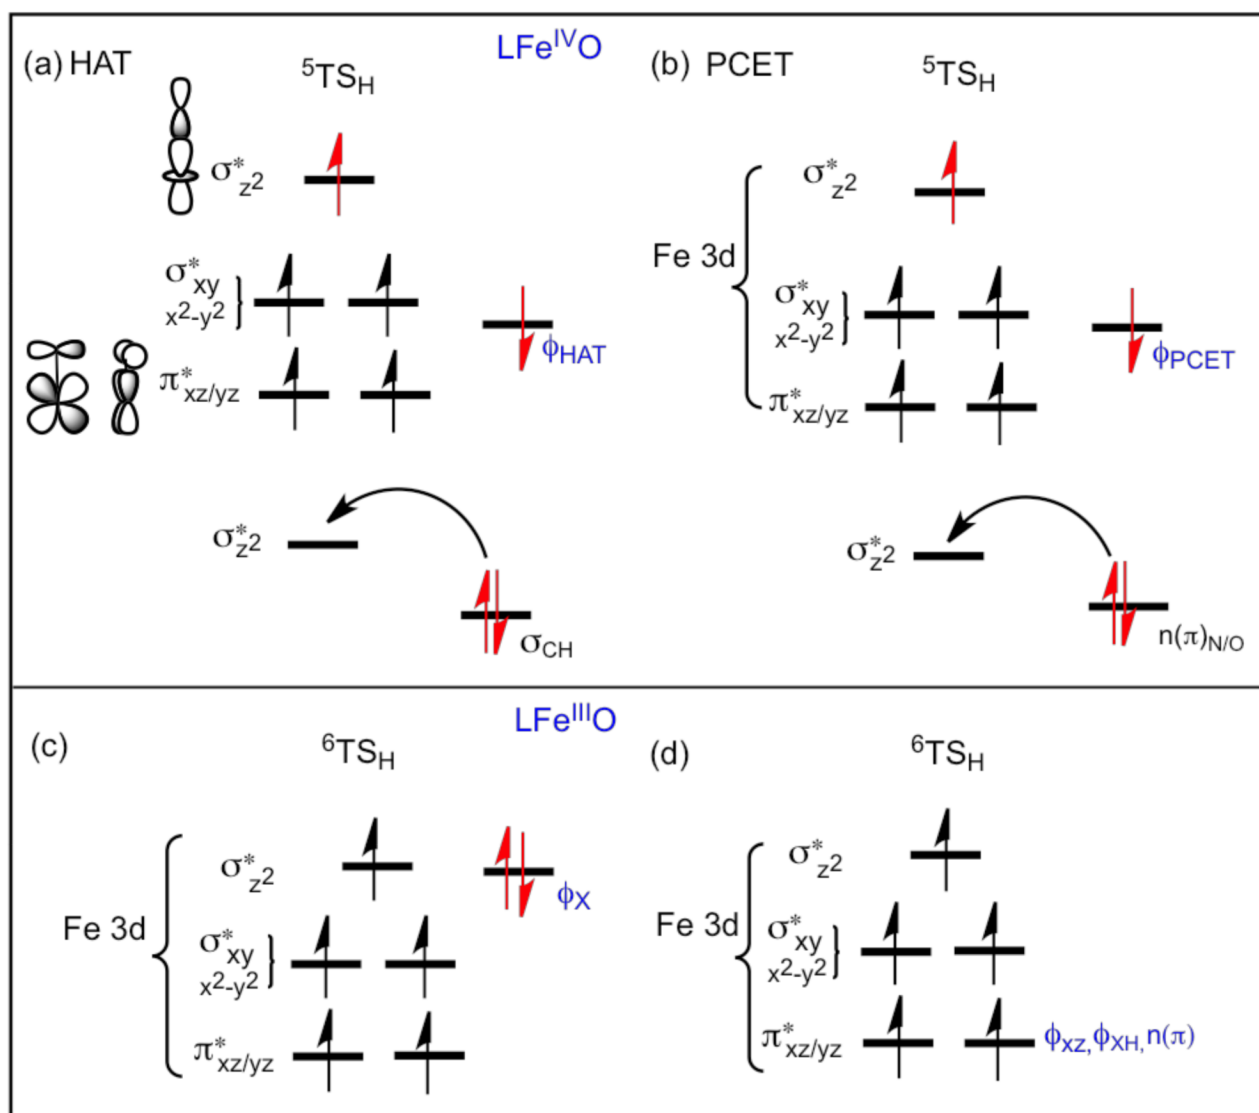 LFe^IV O
(a) HAT
⁵TS_H
(b) PCET
⁵TS_H
σ*_z²
σ*_z²
Fe 3d
σ*_xy
x²-y²
ϕ_HAT
σ*_xy
x²-y²
ϕ_PCET
π*_xz/yz
π*_xz/yz
σ*_z²
σ_CH
σ*_z²
n(π)_N/O
LFe^III O
(c)
⁶TS_H
(d)
⁶TS_H
σ*_z²
ϕ_X
σ*_z²
Fe 3d
σ*_xy
x²-y²
Fe 3d
σ*_xy
x²-y²
π*_xz/yz
π*_xz/yz
ϕ_xz,ϕ_XH,n(π)